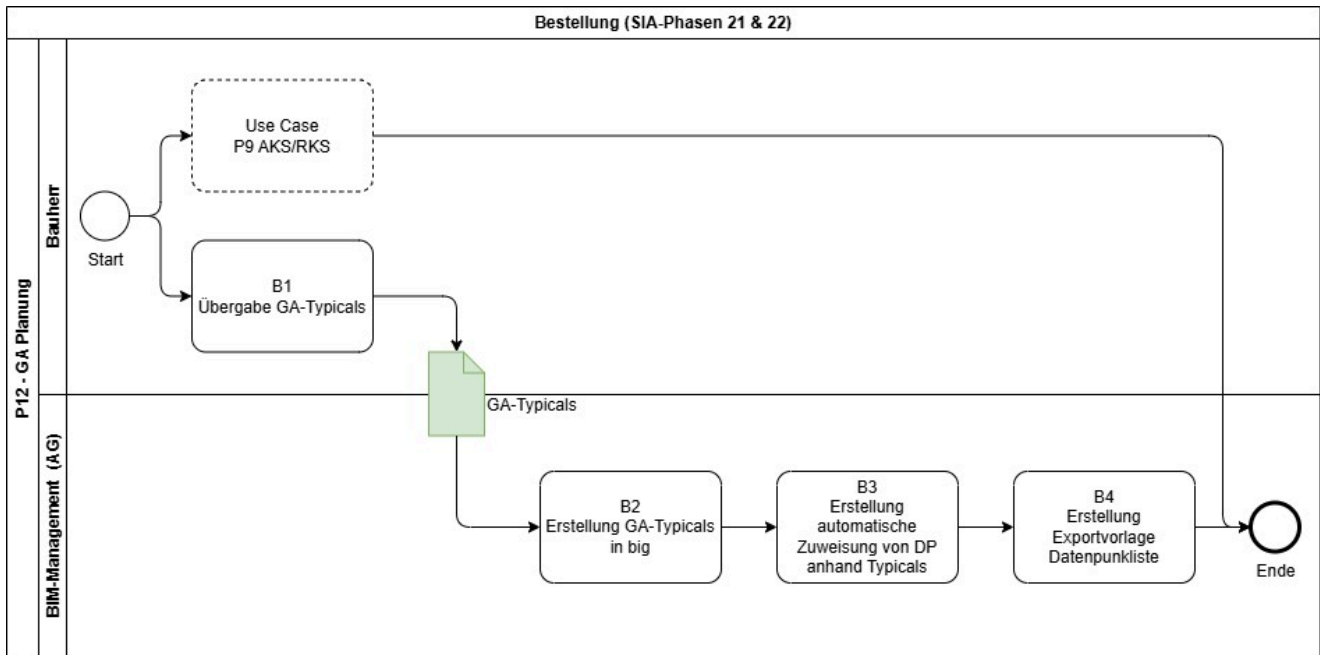 Bestellung (SIA-Phasen 21 & 22)
P12 - GA Planung
Bauherr
Start
Use Case
P9 AKS/RKS
B1
Übergabe GA-Typicals
GA-Typicals
BIM-Management (AG)
B2
Erstellung GA-Typicals
in big
B3
Erstellung
automatische
Zuweisung von DP
anhand Typicals
B4
Erstellung
Exportvorlage
Datenpunkliste
Ende